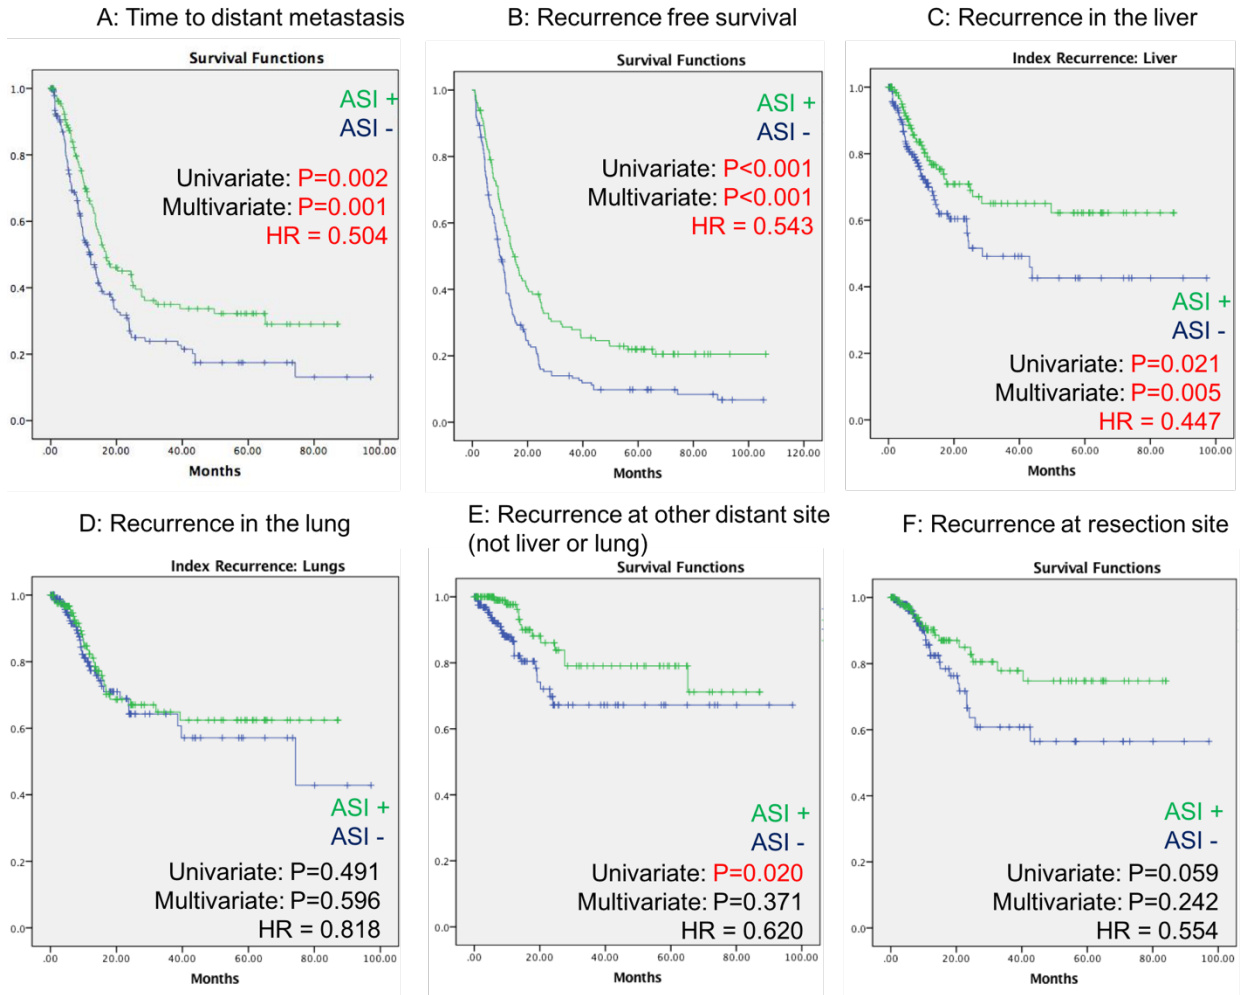 A: Time to distant metastasis
Survival Functions
1.0
0.8
0.6
0.4
0.2
0.0
ASI +
ASI -
Univariate: P=0.002
Multivariate: P=0.001
HR = 0.504
.00 20.00 40.00 60.00 80.00 100.00
Months
B: Recurrence free survival
Survival Functions
1.0
0.8
0.6
0.4
0.2
0.0
ASI +
ASI -
Univariate: P<0.001
Multivariate: P<0.001
HR = 0.543
.00 20.00 40.00 60.00 80.00 100.00 120.00
Months
C: Recurrence in the liver
Index Recurrence: Liver
1.0
0.8
0.6
0.4
0.2
0.0
ASI +
ASI -
Univariate: P=0.021
Multivariate: P=0.005
HR = 0.447
.00 20.00 40.00 60.00 80.00 100.00
Months
D: Recurrence in the lung
Index Recurrence: Lungs
1.0
0.8
0.6
0.4
0.2
0.0
ASI +
ASI -
Univariate: P=0.491
Multivariate: P=0.596
HR = 0.818
.00 20.00 40.00 60.00 80.00 100.00
Months
E: Recurrence at other distant site
(not liver or lung)
Survival Functions
1.0
0.8
0.6
0.4
0.2
0.0
ASI +
ASI -
Univariate: P=0.020
Multivariate: P=0.371
HR = 0.620
.00 20.00 40.00 60.00 80.00 100.00
Months
F: Recurrence at resection site
Survival Functions
1.0
0.8
0.6
0.4
0.2
0.0
ASI +
ASI -
Univariate: P=0.059
Multivariate: P=0.242
HR = 0.554
.00 20.00 40.00 60.00 80.00 100.00
Months